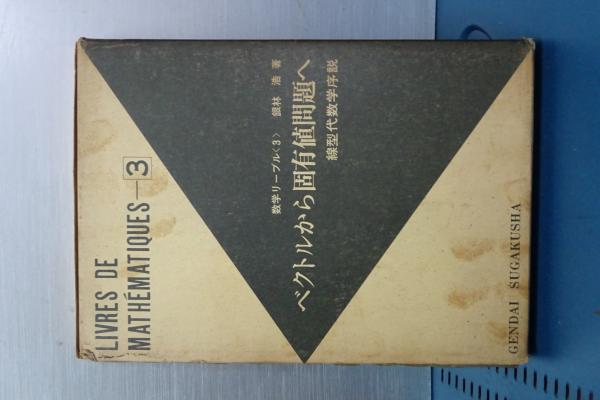 LIVRES DE
MATHÉMATIQUES—3
数学リーブル〈3〉 銀林 浩 著
ベクトルから固有値問題へ
線型代数学序説
GENDAI SUGAKUSHA